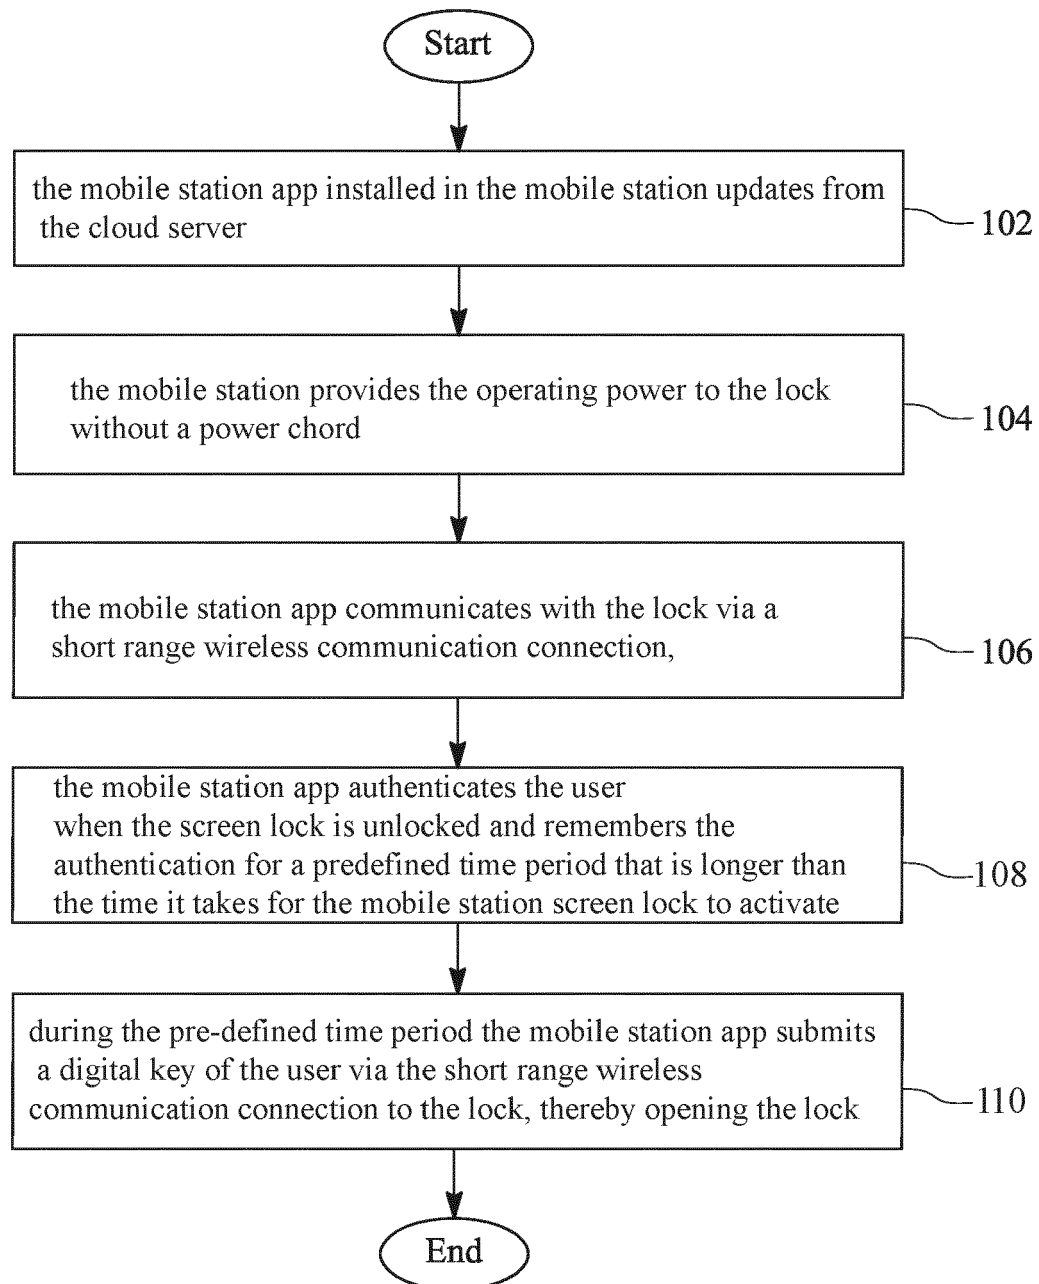 Start
the mobile station app installed in the mobile station updates from
the cloud server
102
the mobile station provides the operating power to the lock
without a power chord
104
the mobile station app communicates with the lock via a
short range wireless communication connection,
106
the mobile station app authenticates the user
when the screen lock is unlocked and remembers the
authentication for a predefined time period that is longer than
the time it takes for the mobile station screen lock to activate
108
during the pre-defined time period the mobile station app submits
a digital key of the user via the short range wireless
communication connection to the lock, thereby opening the lock
110
End